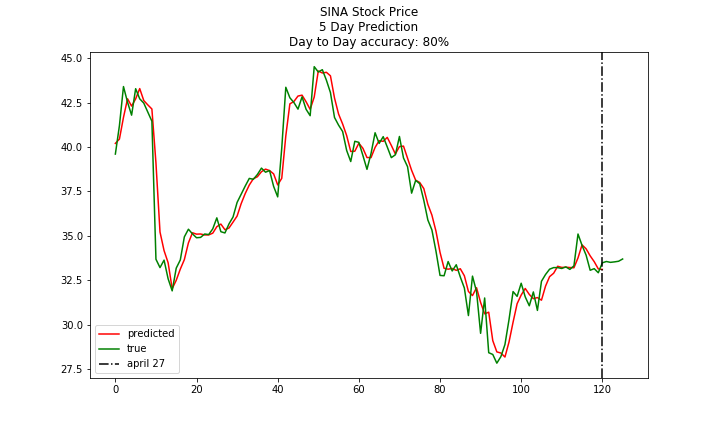 SINA Stock Price
5 Day Prediction
Day to Day accuracy: 80%
45.0
42.5
40.0
37.5
35.0
32.5
30.0
27.5
predicted
true
april 27
0 20 40 60 80 100 120